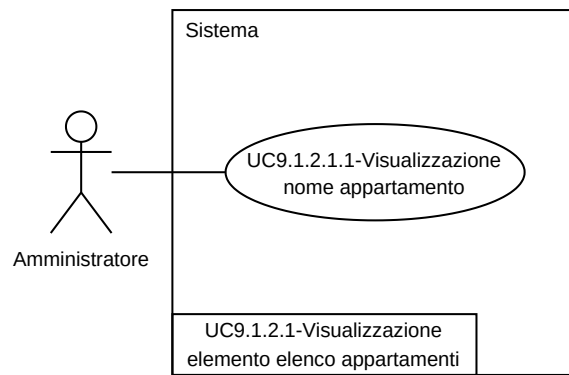 Sistema
UC9.1.2.1.1-Visualizzazione
nome appartamento
Amministratore
UC9.1.2.1-Visualizzazione
elemento elenco appartamenti